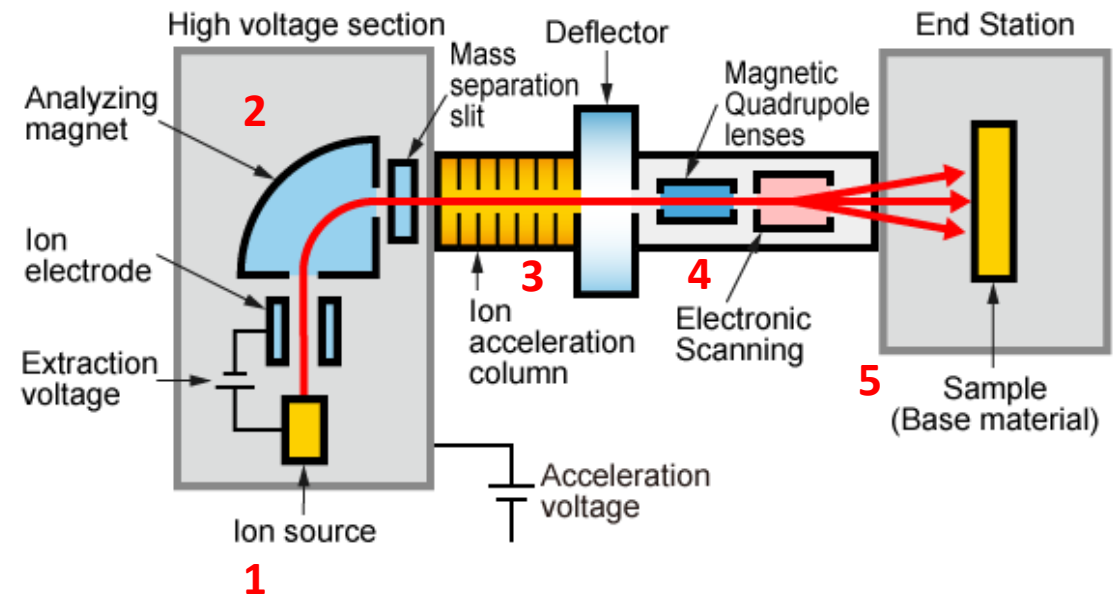 High voltage section
Deflector
End Station
Mass
separation
slit
Magnetic
Quadrupole
lenses
Analyzing
magnet
2
Ion
electrode
3
4
Ion
acceleration
column
Electronic
Scanning
Extraction
voltage
5
Sample
(Base material)
Acceleration
voltage
Ion source
1